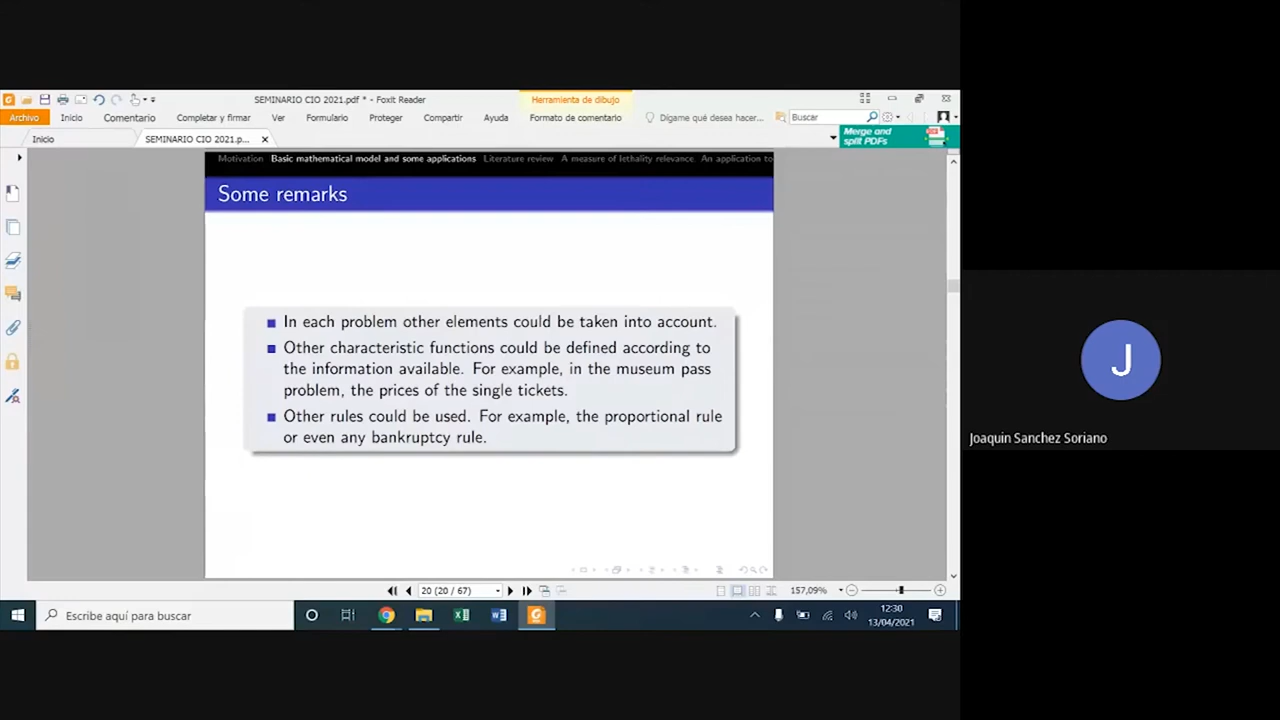 SEMINARIO CIO 2021.pdf * - Foxit Reader
Herramienta de dibujo
Archivo
Inicio
Comentario
Completar y firmar
Ver
Formulario
Proteger
Compartir
Ayuda
Formato de comentario
Dígame qué desea hacer...
Buscar
Inicio
SEMINARIO CIO 2021.p...
Merge and
split PDFs
Motivation
Basic mathematical model and some applications
Literature review
A measure of lethality relevance
An application to
Some remarks
In each problem other elements could be taken into account.
Other characteristic functions could be defined according to
the information available. For example, in the museum pass
problem, the prices of the single tickets.
Other rules could be used. For example, the proportional rule
or even any bankruptcy rule.
J
Joaquin Sanchez Soriano
20 (20 / 67)
157,09%
Escribe aquí para buscar
12:30
13/04/2021